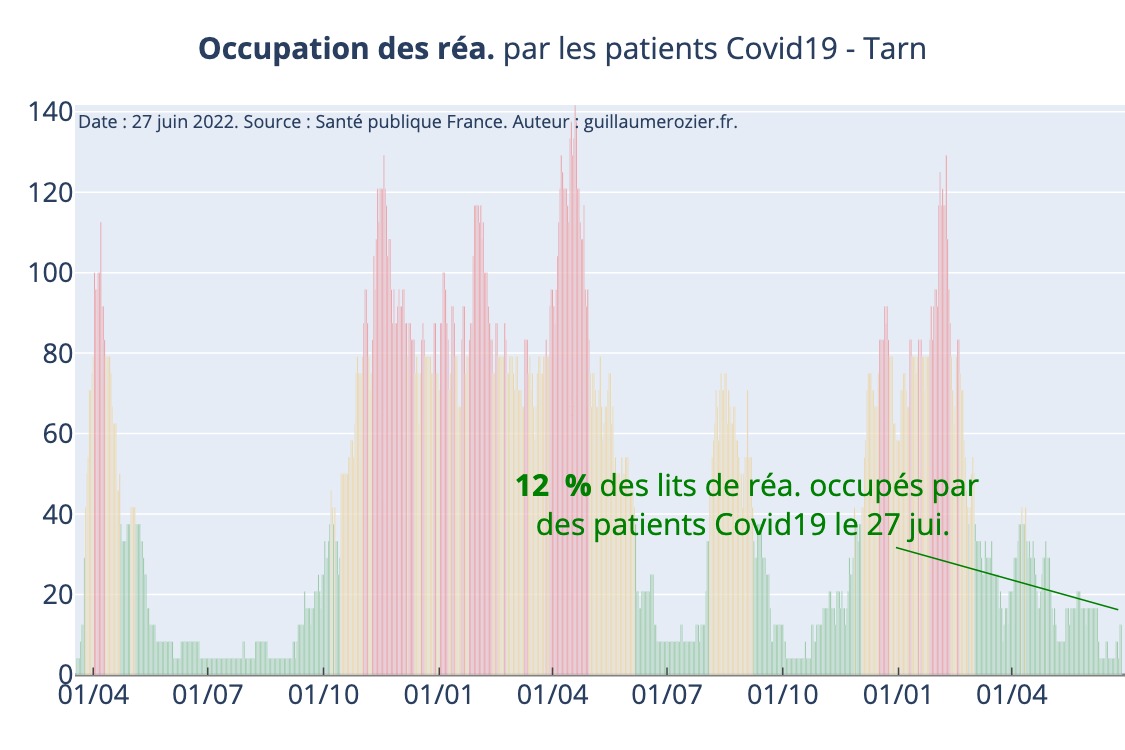 Occupation des réa. par les patients Covid19 - Tarn
140
Date : 27 juin 2022. Source : Santé publique France. Auteur : guillaumerozier.fr.
120
100
80
60
12 % des lits de réa. occupés par
des patients Covid19 le 27 jui.
40
20
0
01/04 01/07 01/10 01/01 01/04 01/07 01/10 01/01 01/04